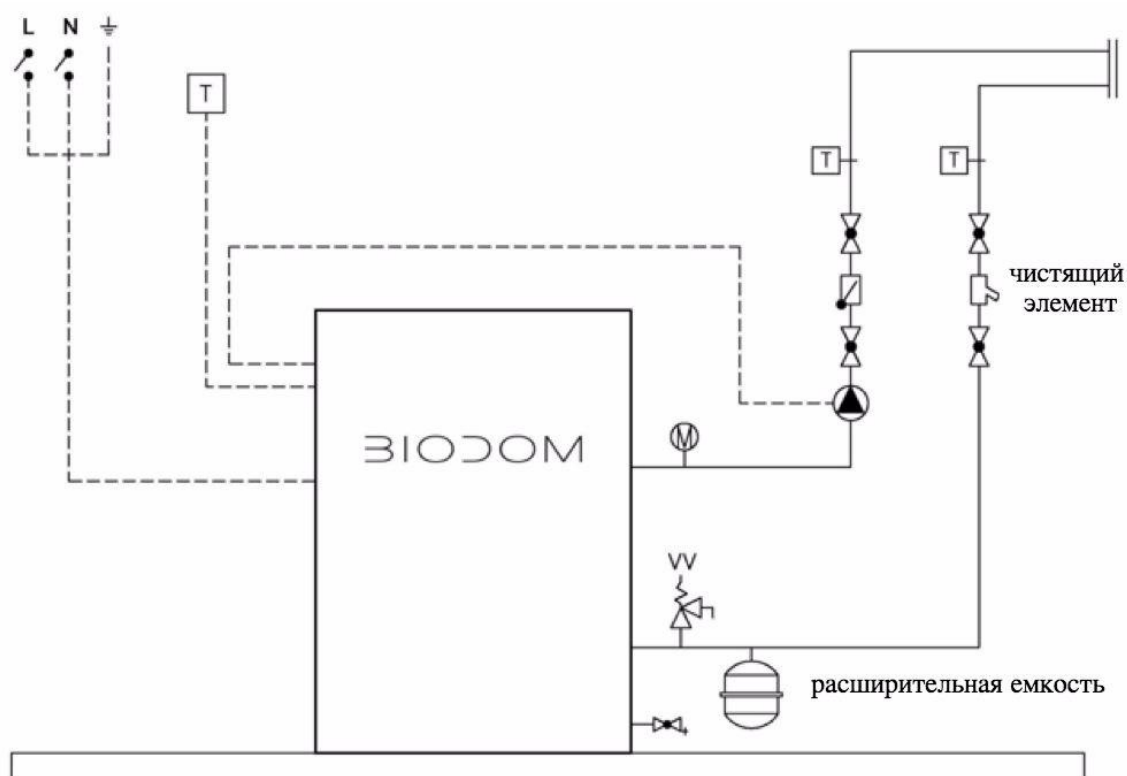 L N
T
T T
чистящий
элемент
BIODOM
M
VV
расширительная емкость